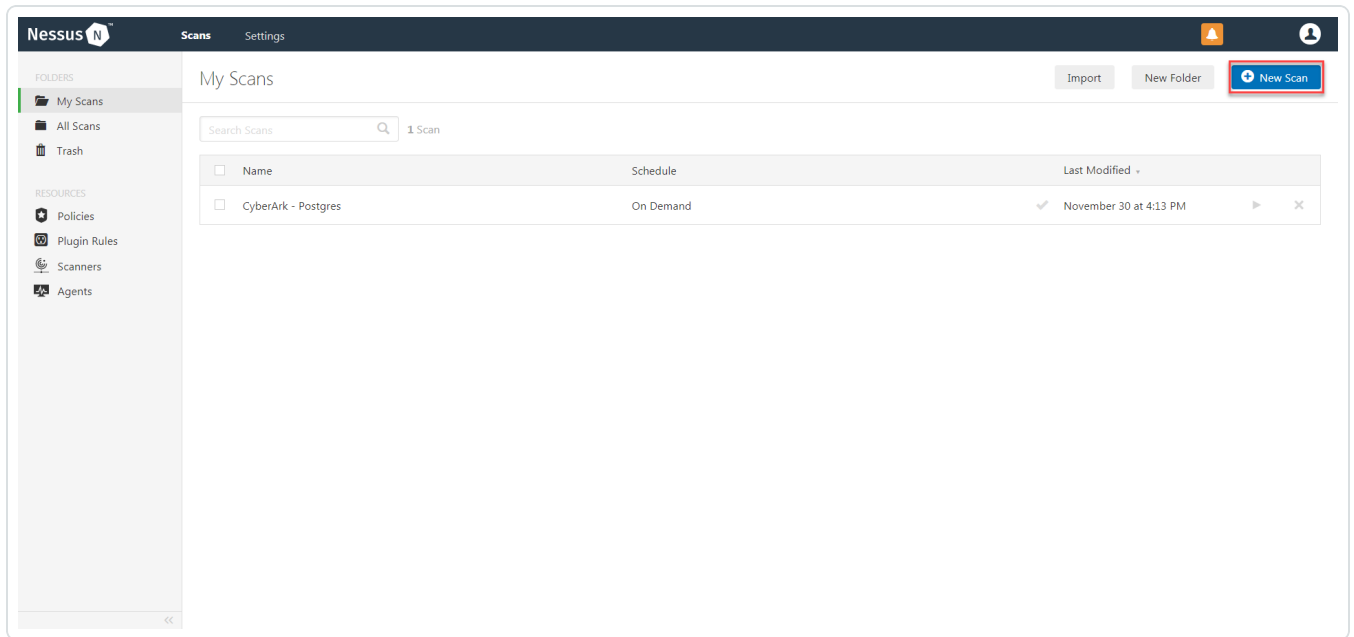 Nessus N ™
Scans Settings
FOLDERS
My Scans
All Scans
Trash
RESOURCES
Policies
Plugin Rules
Scanners
Agents
My Scans
Import New Folder New Scan
Search Scans 1 Scan
Name Schedule Last Modified
CyberArk - Postgres On Demand November 30 at 4:13 PM